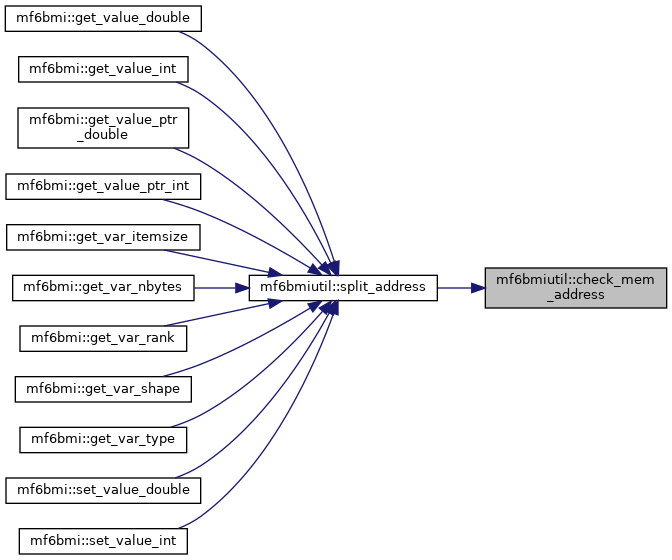 mf6bmi::get_value_double
mf6bmi::get_value_int
mf6bmi::get_value_ptr
_double
mf6bmi::get_value_ptr_int
mf6bmi::get_var_itemsize
mf6bmi::get_var_nbytes
mf6bmi::get_var_rank
mf6bmi::get_var_shape
mf6bmi::get_var_type
mf6bmi::set_value_double
mf6bmi::set_value_int
mf6bmiutil::split_address
mf6bmiutil::check_mem
_address